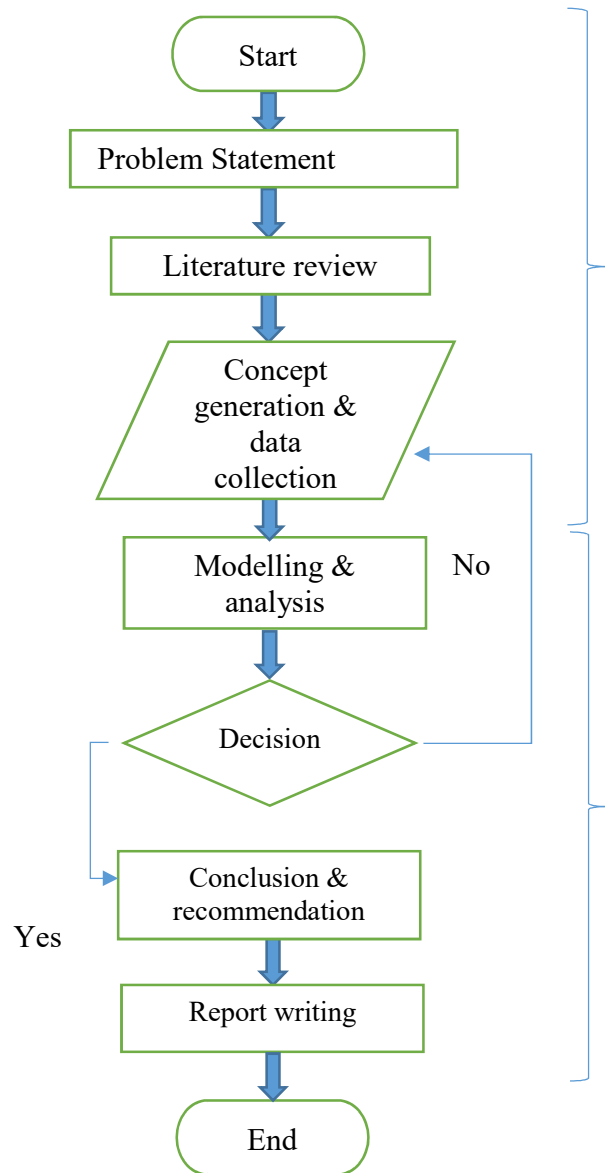 Start
Problem Statement
Literature review
Concept
generation &
data
collection
Modelling &
analysis
No
Decision
Conclusion &
recommendation
Yes
Report writing
End